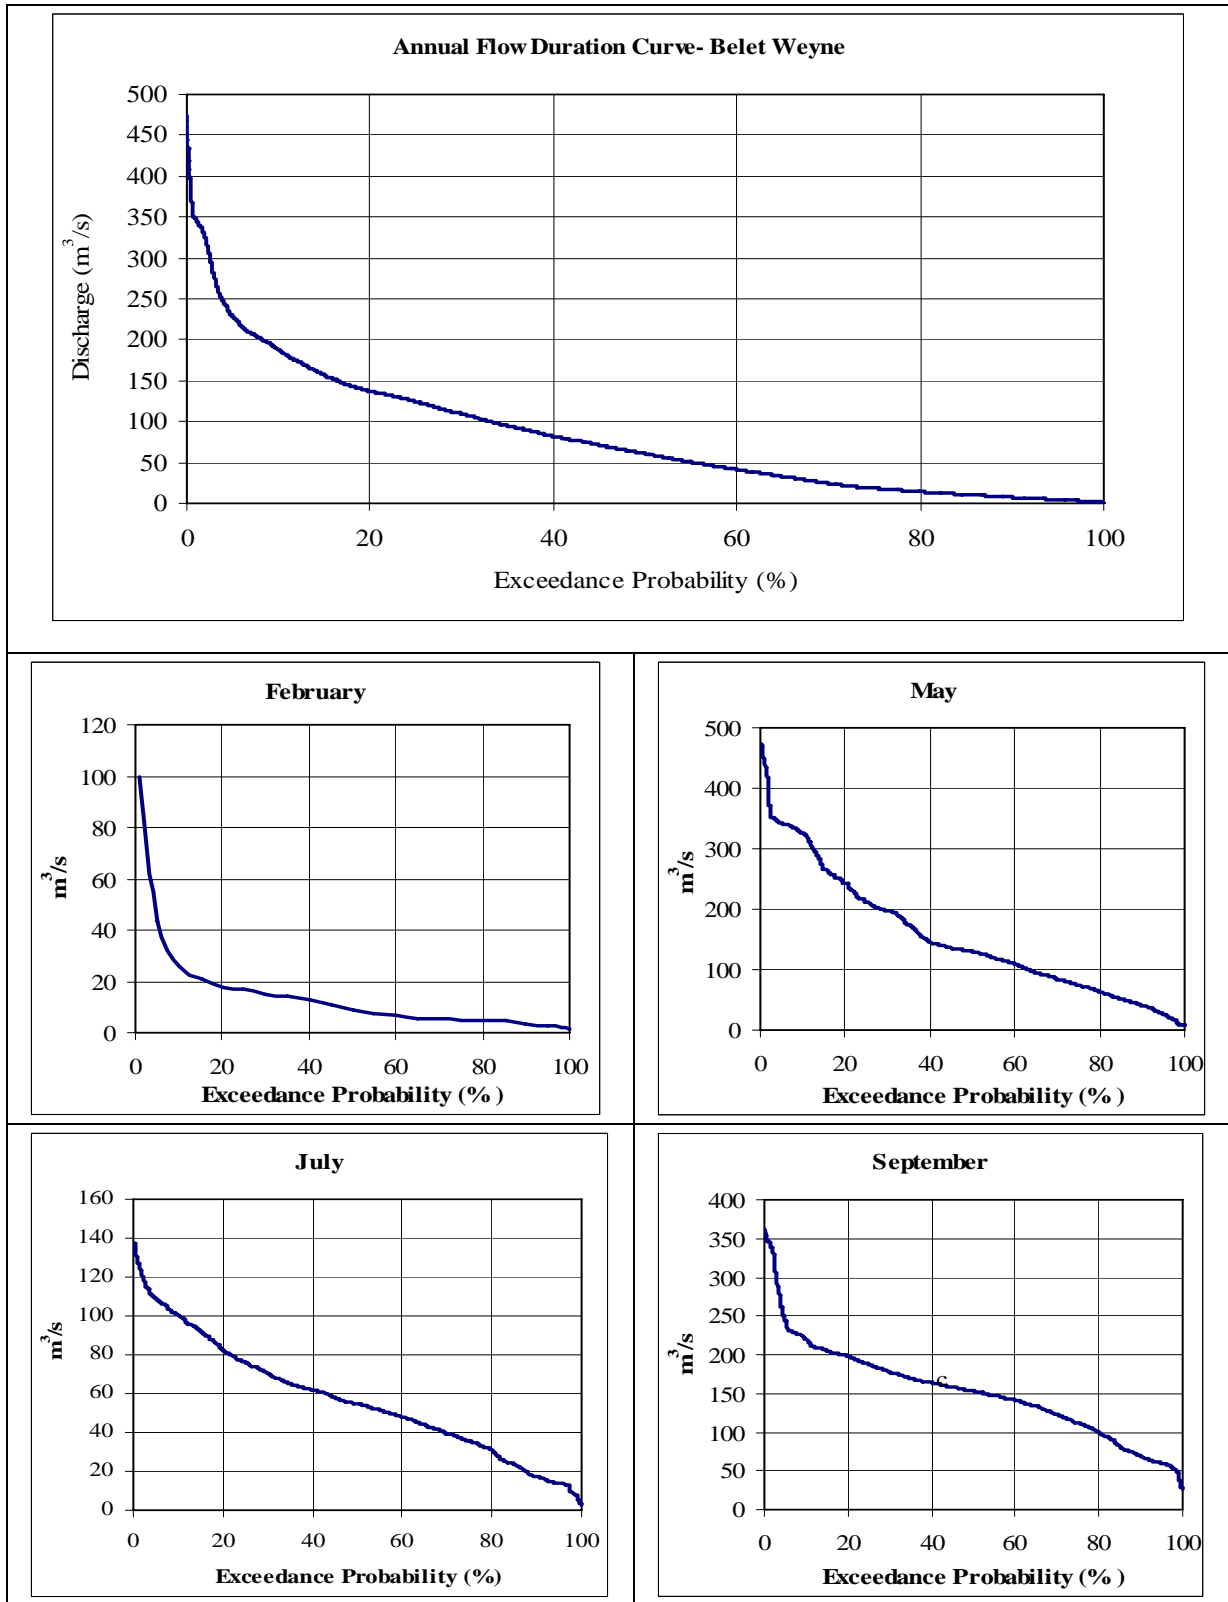 Annual Flow Duration Curve- Belet Weyne
500
450
400
350
300
250
200
150
100
50
0
Discharge (m³/s)
0 20 40 60 80 100
Exceedance Probability (%)
February
120
100
80
60
40
20
0
m³/s
0 20 40 60 80 100
Exceedance Probability (% )
May
500
400
300
200
100
0
m³/s
0 20 40 60 80 100
Exceedance Probability (% )
July
160
140
120
100
80
60
40
20
0
m³/s
0 20 40 60 80 100
Exceedance Probability (%)
September
400
350
300
250
200
150
100
50
0
m³/s
c
0 20 40 60 80 100
Exceedance Probability (% )